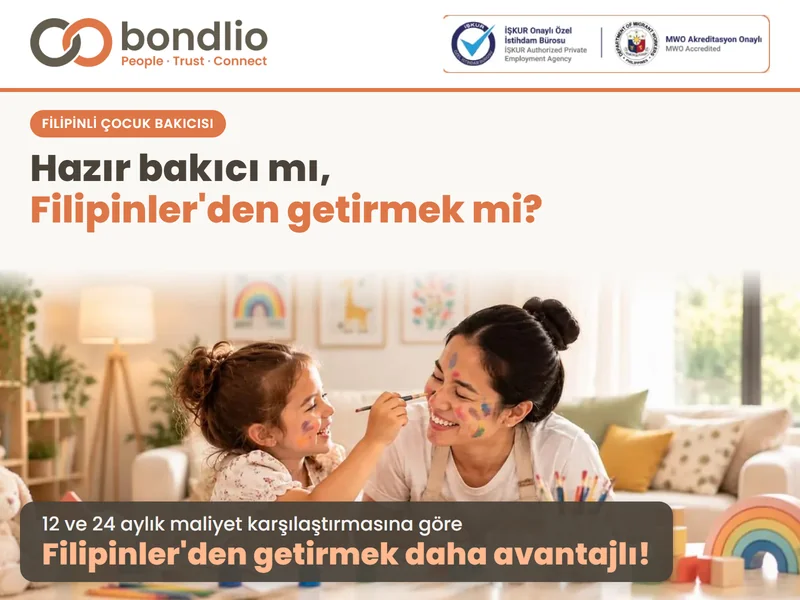 bondlio
People · Trust · Connect
İŞKUR Onaylı Özel
İstihdam Bürosu
İŞKUR Authorized Private
Employment Agency
MWO Akreditasyon Onaylı
MWO Accredited
FİLİPİNLİ ÇOCUK BAKICISI
Hazır bakıcı mı,
Filipinler'den getirmek mi?
12 ve 24 aylık maliyet karşılaştırmasına göre
Filipinler'den getirmek daha avantajlı!